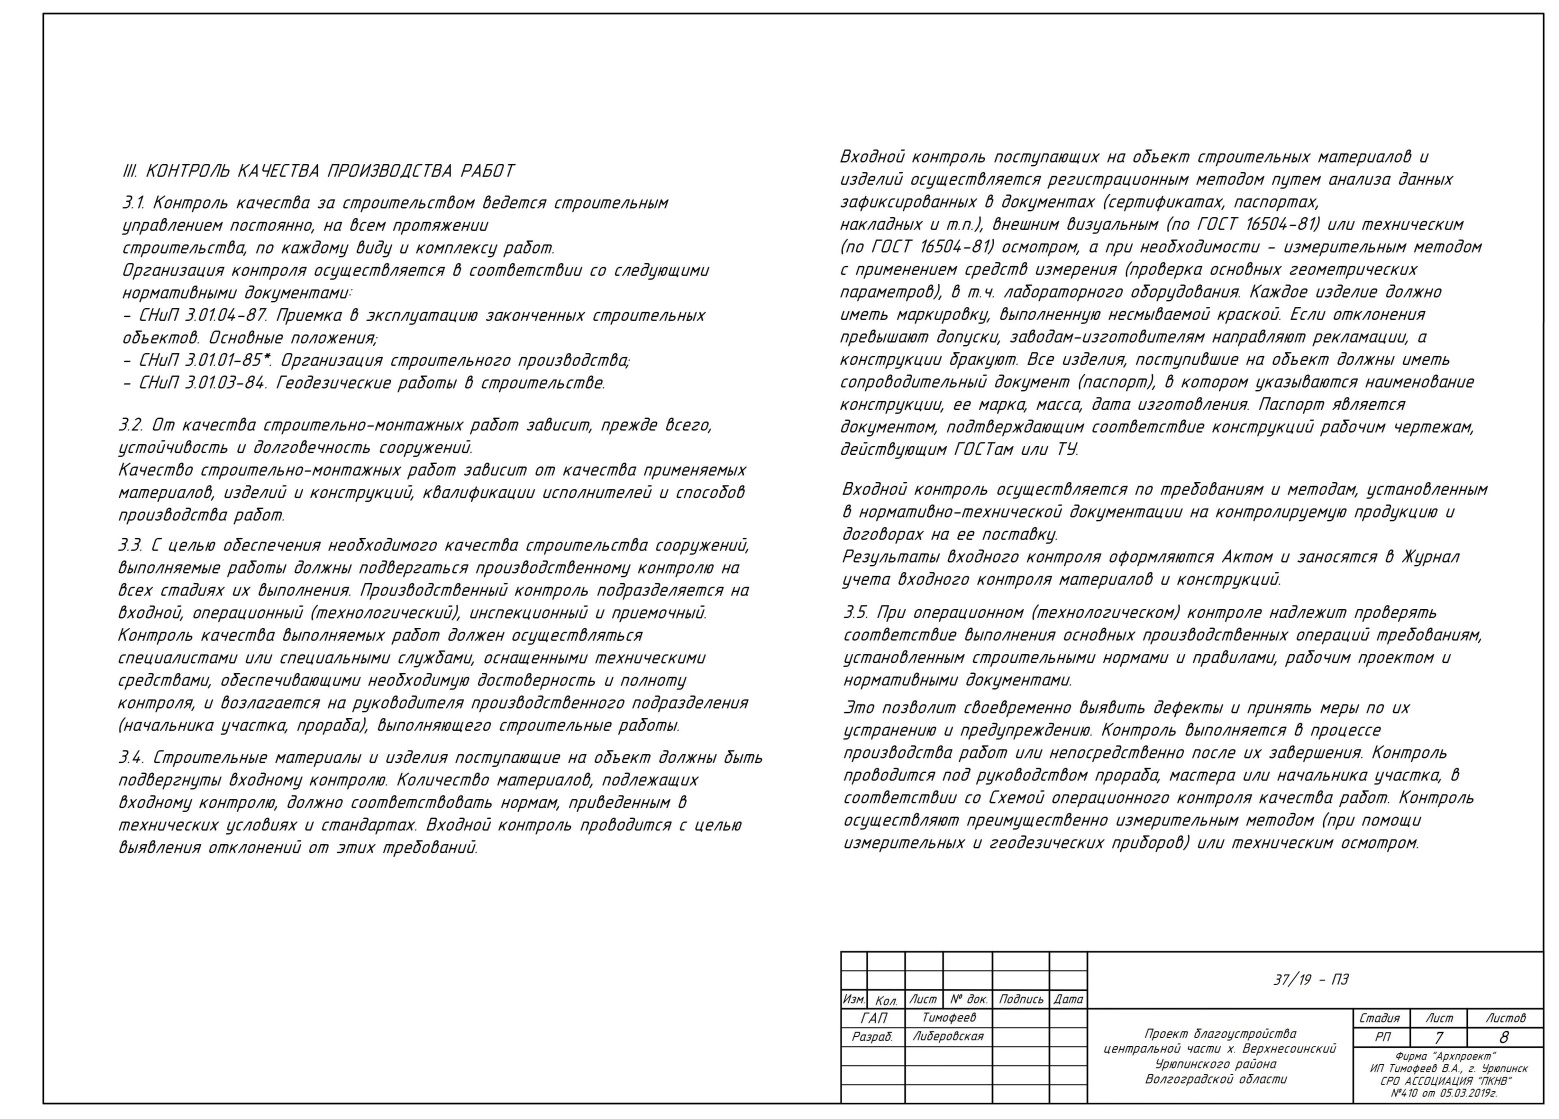 III. КОНТРОЛЬ КАЧЕСТВА ПРОИЗВОДСТВА РАБОТ
3.1. Контроль качества за строительством ведется строительным
управлением постоянно, на всем протяжении
строительства, по каждому виду и комплексу работ.
Организация контроля осуществляется в соответствии со следующими
нормативными документами:
- СНиП 3.01.04-87. Приемка в эксплуатацию законченных строительных
объектов. Основные положения;
- СНиП 3.01.01-85*. Организация строительного производства;
- СНиП 3.01.03-84. Геодезические работы в строительстве.
3.2. От качества строительно-монтажных работ зависит, прежде всего,
устойчивость и долговечность сооружений.
Качество строительно-монтажных работ зависит от качества применяемых
материалов, изделий и конструкций, квалификации исполнителей и способов
производства работ.
3.3. С целью обеспечения необходимого качества строительства сооружений,
выполняемые работы должны подвергаться производственному контролю на
всех стадиях их выполнения. Производственный контроль подразделяется на
входной, операционный (технологический), инспекционный и приемочный.
Контроль качества выполняемых работ должен осуществляться
специалистами или специальными службами, оснащенными техническими
средствами, обеспечивающими необходимую достоверность и полноту
контроля, и возлагается на руководителя производственного подразделения
(начальника участка, прораба), выполняющего строительные работы.
3.4. Строительные материалы и изделия поступающие на объект должны быть
подвергнуты входному контролю. Количество материалов, подлежащих
входному контролю, должно соответствовать нормам, приведенным в
технических условиях и стандартах. Входной контроль проводится с целью
выявления отклонений от этих требований.
Входной контроль поступающих на объект строительных материалов и
изделий осуществляется регистрационным методом путем анализа данных
зафиксированных в документах (сертификатах, паспортах,
накладных и т.п.), внешним визуальным (по ГОСТ 16504-81) или техническим
(по ГОСТ 16504-81) осмотром, а при необходимости - измерительным методом
с применением средств измерения (проверка основных геометрических
параметров), в т.ч. лабораторного оборудования. Каждое изделие должно
иметь маркировку, выполненную несмываемой краской. Если отклонения
превышают допуски, заводам-изготовителям направляют рекламации, а
конструкции бракуют. Все изделия, поступившие на объект должны иметь
сопроводительный документ (паспорт), в котором указываются наименование
конструкции, ее марка, масса, дата изготовления. Паспорт является
документом, подтверждающим соответствие конструкций рабочим чертежам,
действующим ГОСТам или ТУ.
Входной контроль осуществляется по требованиям и методам, установленным
в нормативно-технической документации на контролируемую продукцию и
договорах на ее поставку.
Результаты входного контроля оформляются Актом и заносятся в Журнал
учета входного контроля материалов и конструкций.
3.5. При операционном (технологическом) контроле надлежит проверять
соответствие выполнения основных производственных операций требованиям,
установленным строительными нормами и правилами, рабочим проектом и
нормативными документами.
Это позволит своевременно выявить дефекты и принять меры по их
устранению и предупреждению. Контроль выполняется в процессе
производства работ или непосредственно после их завершения. Контроль
проводится под руководством прораба, мастера или начальника участка, в
соответствии со Схемой операционного контроля качества работ. Контроль
осуществляют преимущественно измерительным методом (при помощи
измерительных и геодезических приборов) или техническим осмотром.
37/19 - ПЗ
Изм. Кол. Лист № док. Подпись Дата
ГАП Тимофеев
Разраб. Либеровская
Проект благоустройства
центральной части х. Верхнесоинский
Урюпинского района
Волгоградской области
Стадия Лист Листов
РП 7 8
Фирма "Архпроект"
ИП Тимофеев В.А., г. Урюпинск
СРО АССОЦИАЦИЯ "ПКНВ"
№410 от 05.03.2019г.